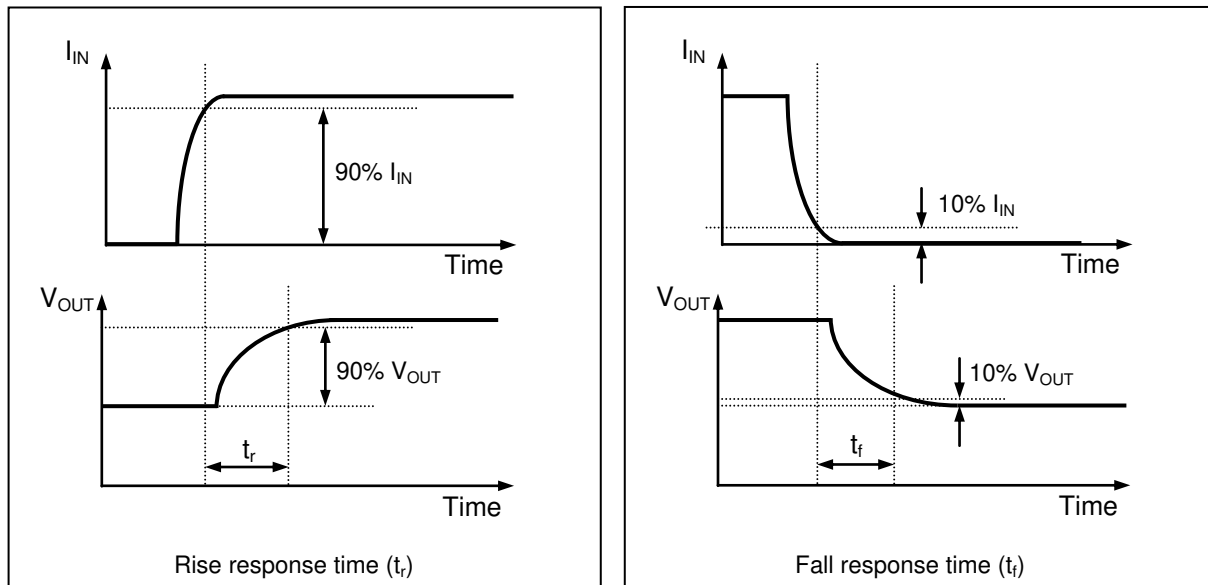 I_IN
90% I_IN
Time
V_OUT
90% V_OUT
t_r
Time
Rise response time (t_r)
I_IN
10% I_IN
Time
V_OUT
10% V_OUT
t_f
Time
Fall response time (t_f)